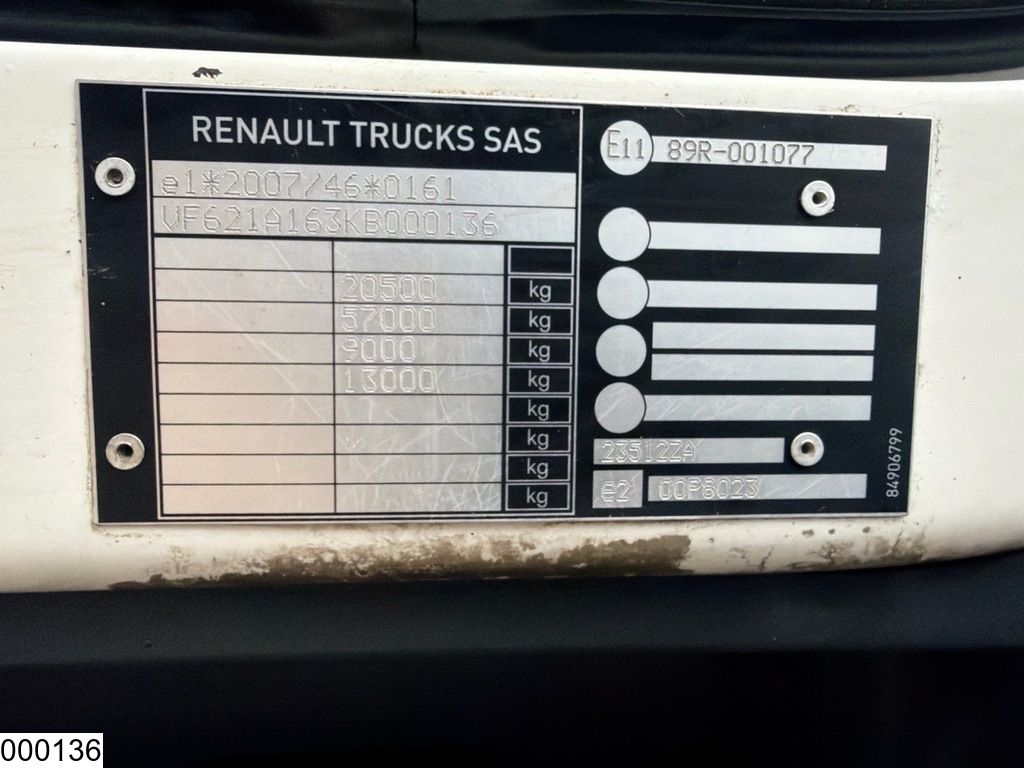 RENAULT TRUCKS SAS
e1*2007/46*0161
VF621A163KB000136
20500 kg
57000 kg
9000 kg
13000 kg
kg
kg
kg
kg
E11 89R-001077
23512ZA
e2 00P8023
84906799
000136